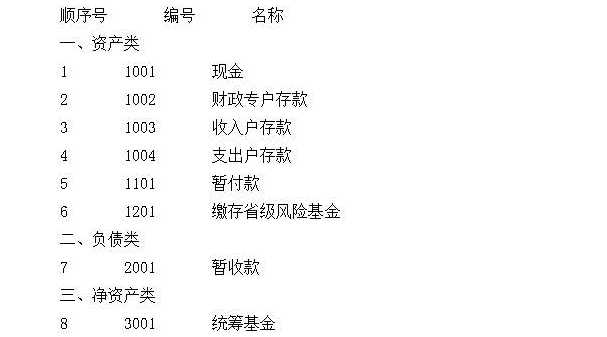 顺序号 编号 名称
一、资产类
1 1001 现金
2 1002 财政专户存款
3 1003 收入户存款
4 1004 支出户存款
5 1101 暂付款
6 1201 缴存省级风险基金
二、负债类
7 2001 暂收款
三、净资产类
8 3001 统筹基金